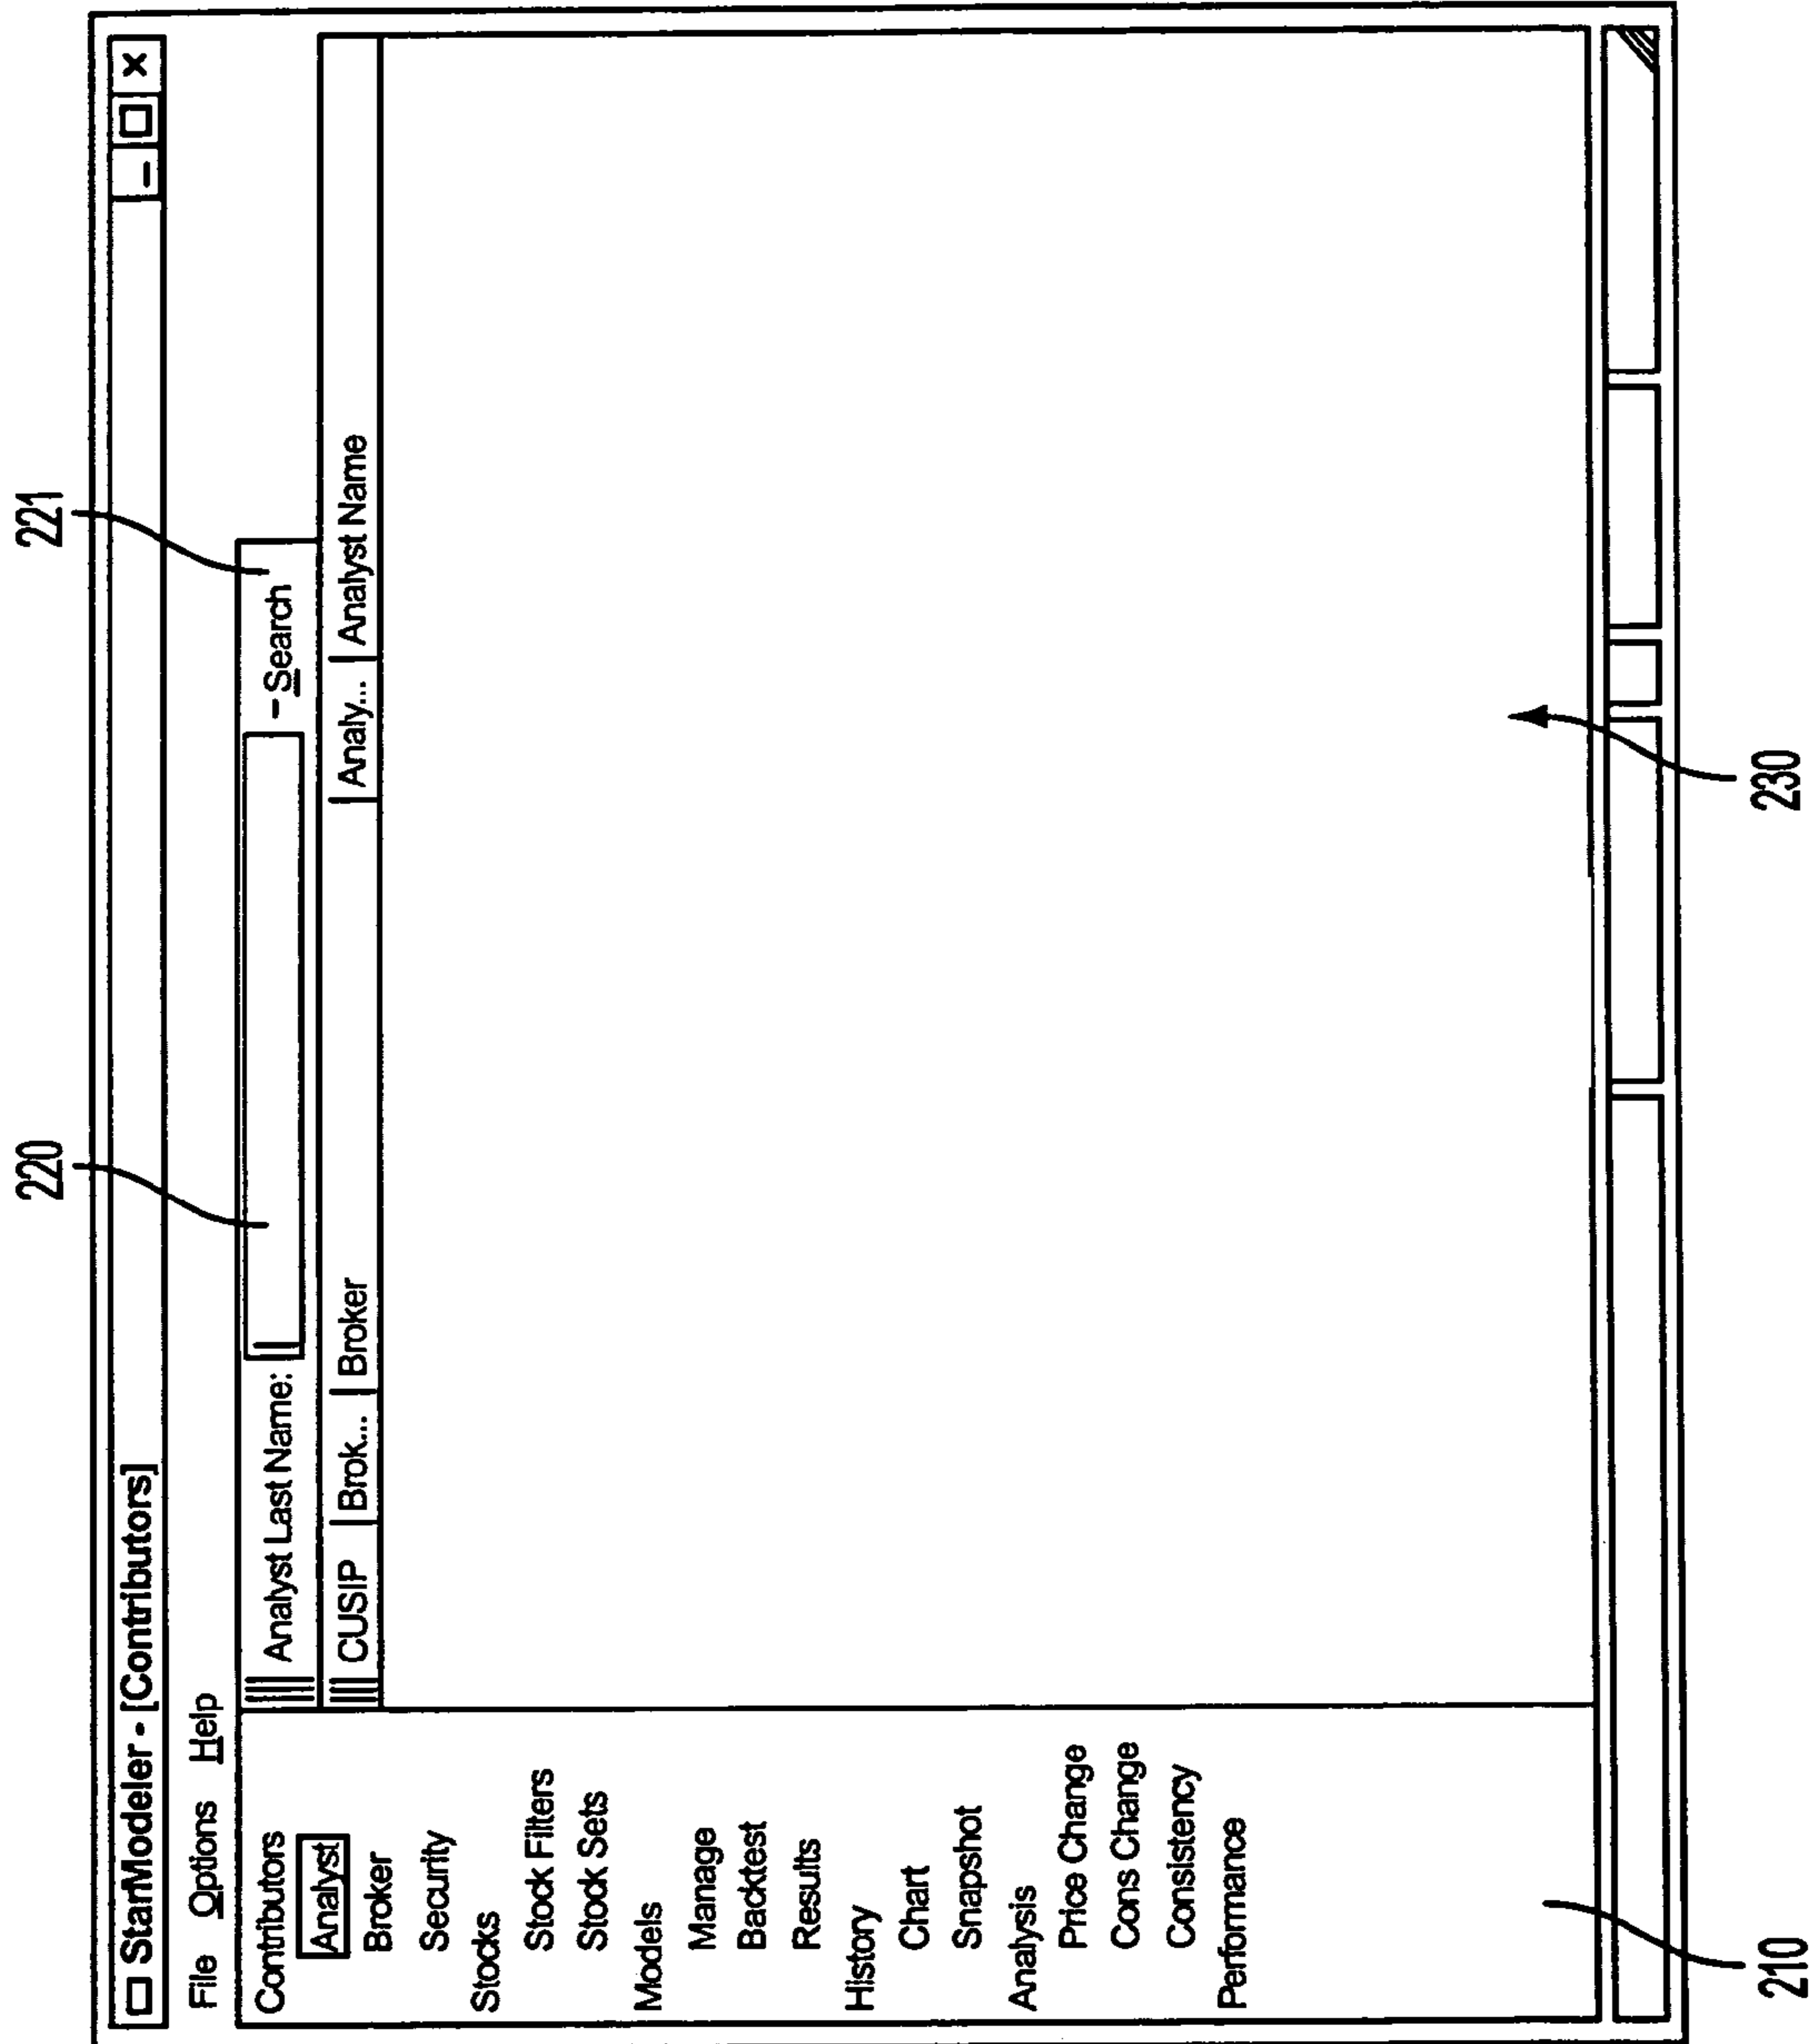 220 221
StarModeler - [Contributors]
File Options Help
Contributors
Analyst
Broker
Security
Stocks
Stock Filters
Stock Sets
Models
Manage
Backtest
Results
History
Chart
Snapshot
Analysis
Price Change
Cons Change
Consistency
Performance
Analyst Last Name: - Search
CUSIP Brok... Broker Analy... Analyst Name
210 230